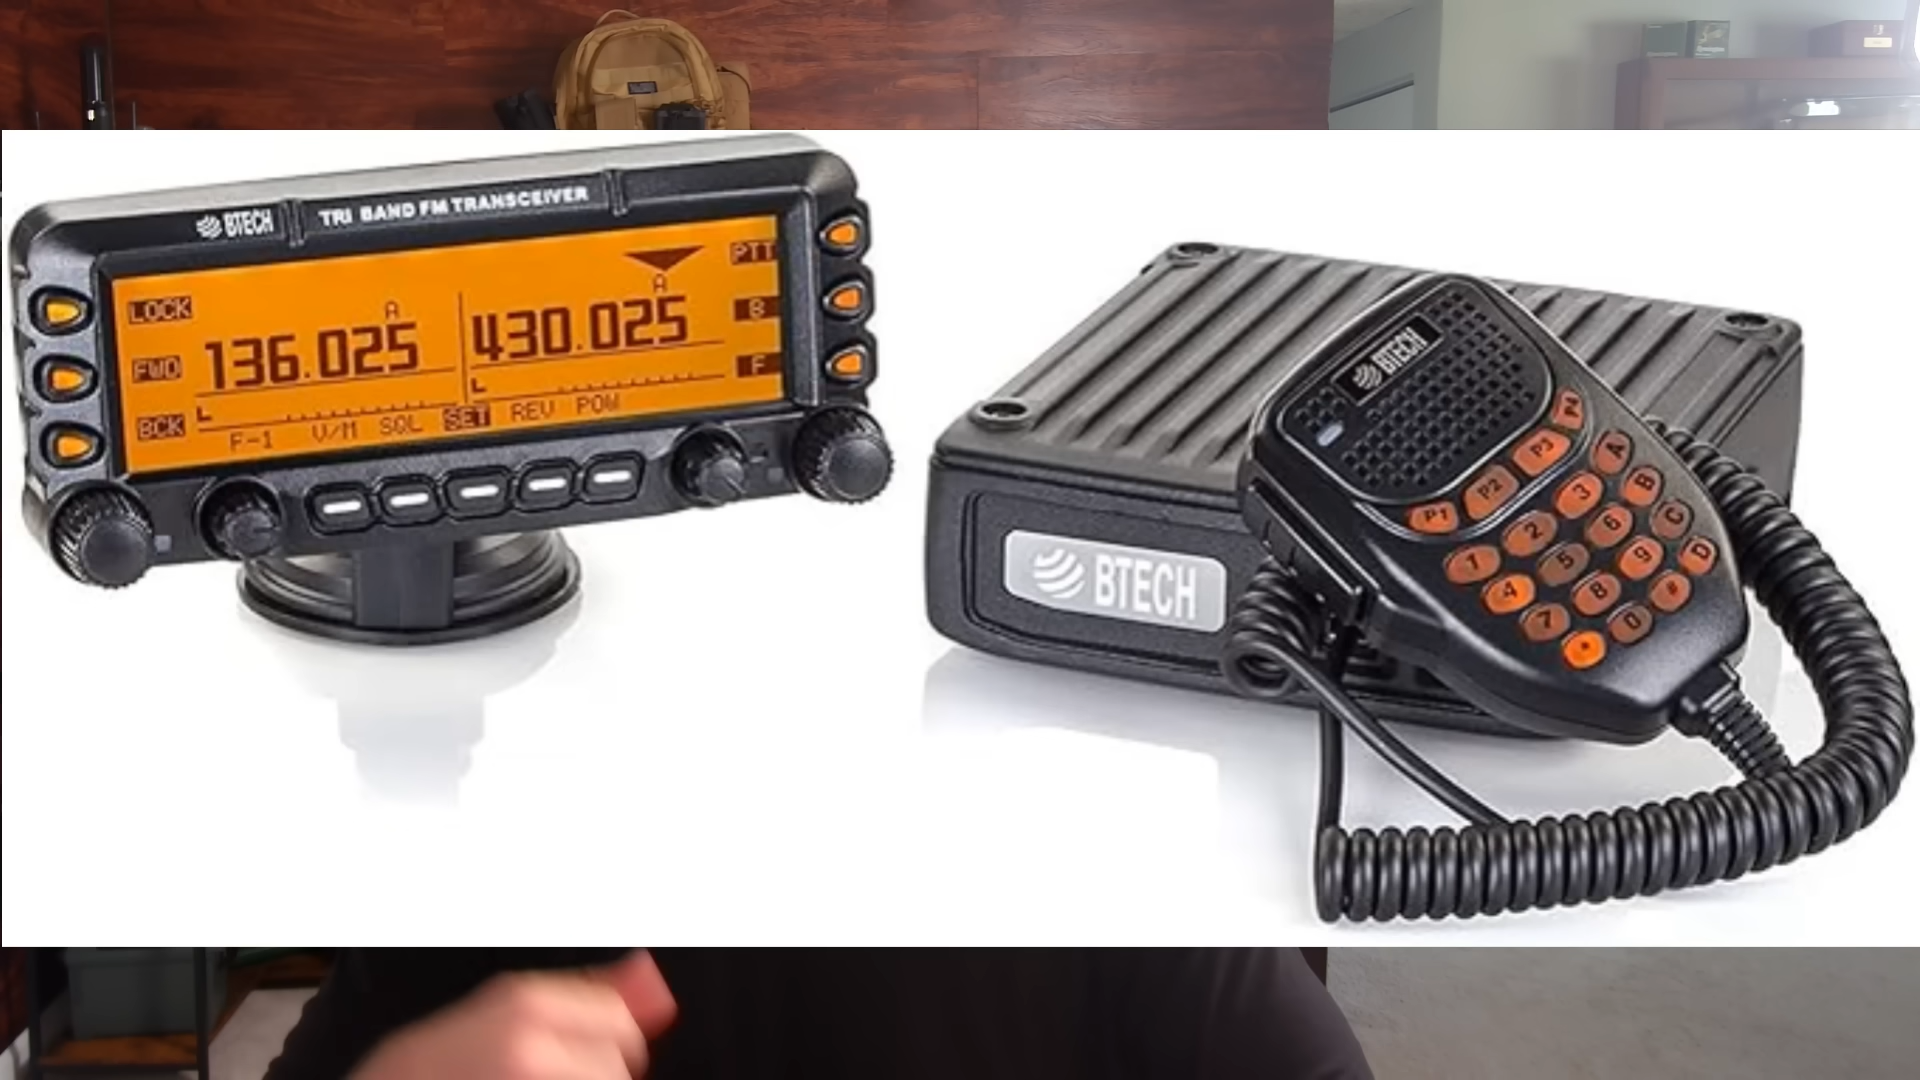 BTECH TRI BAND FM TRANSCEIVER
LOCK
FWD
BCK
A
136.025
A
430.025
PTT
B
F
L
L
F-1 V/M SQL SET REV POW
BTECH
BTECH
P1 P2 P3 P4
1 2 3 A
4 5 6 B
7 8 9 C
* 0 # D